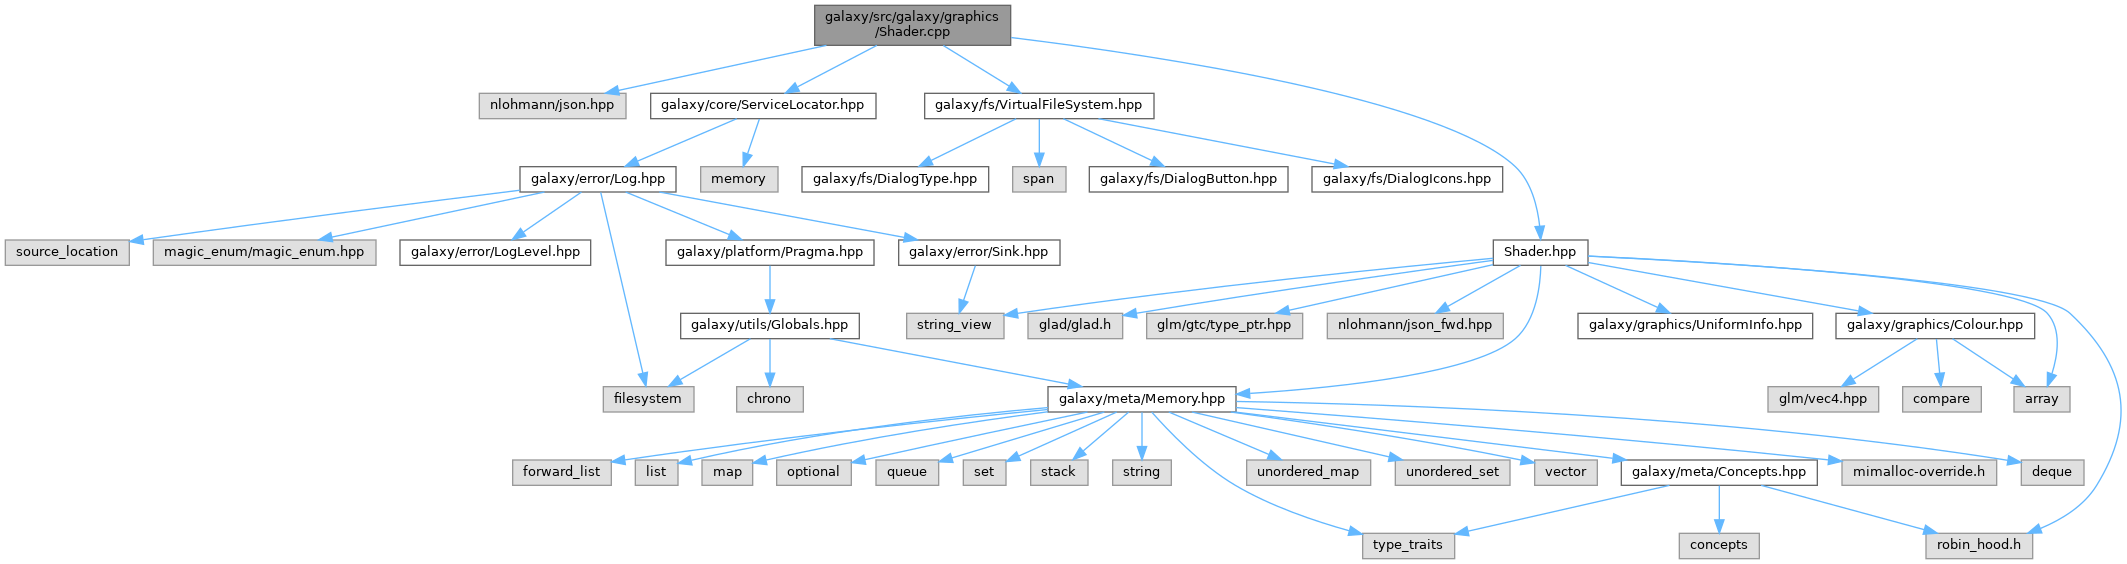 galaxy/src/galaxy/graphics
/Shader.cpp
nlohmann/json.hpp
galaxy/core/ServiceLocator.hpp
galaxy/fs/VirtualFileSystem.hpp
galaxy/error/Log.hpp
memory
galaxy/fs/DialogType.hpp
span
galaxy/fs/DialogButton.hpp
galaxy/fs/DialogIcons.hpp
source_location
magic_enum/magic_enum.hpp
galaxy/error/LogLevel.hpp
galaxy/platform/Pragma.hpp
galaxy/error/Sink.hpp
Shader.hpp
galaxy/utils/Globals.hpp
string_view
glad/glad.h
glm/gtc/type_ptr.hpp
nlohmann/json_fwd.hpp
galaxy/graphics/UniformInfo.hpp
galaxy/graphics/Colour.hpp
filesystem
chrono
galaxy/meta/Memory.hpp
glm/vec4.hpp
compare
array
forward_list
list
map
optional
queue
set
stack
string
unordered_map
unordered_set
vector
galaxy/meta/Concepts.hpp
mimalloc-override.h
deque
type_traits
concepts
robin_hood.h